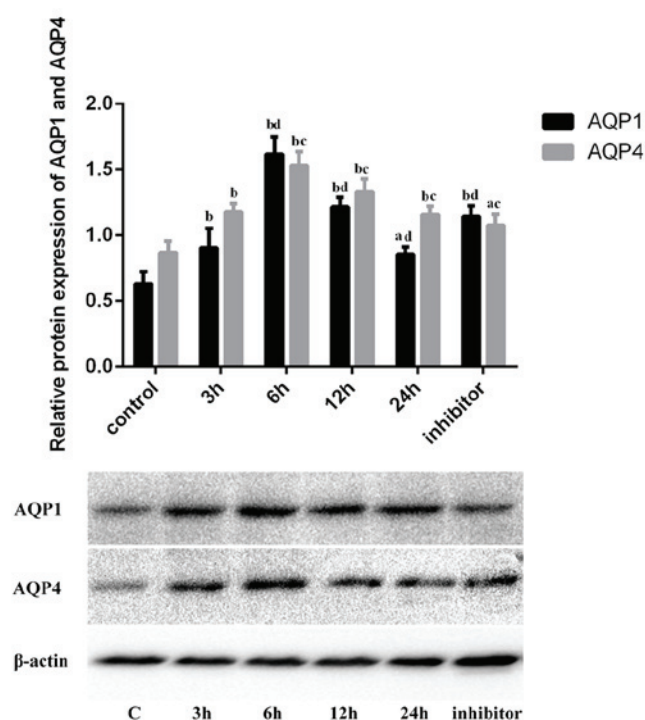 Relative protein expression of AQP1 and AQP4
2.0
1.5
1.0
0.5
0.0
b
b
bd
bc
bd
bc
ad
bc
bd
ac
AQP1
AQP4
control
3h
6h
12h
24h
inhibitor
AQP1
AQP4
β-actin
C 3h 6h 12h 24h inhibitor